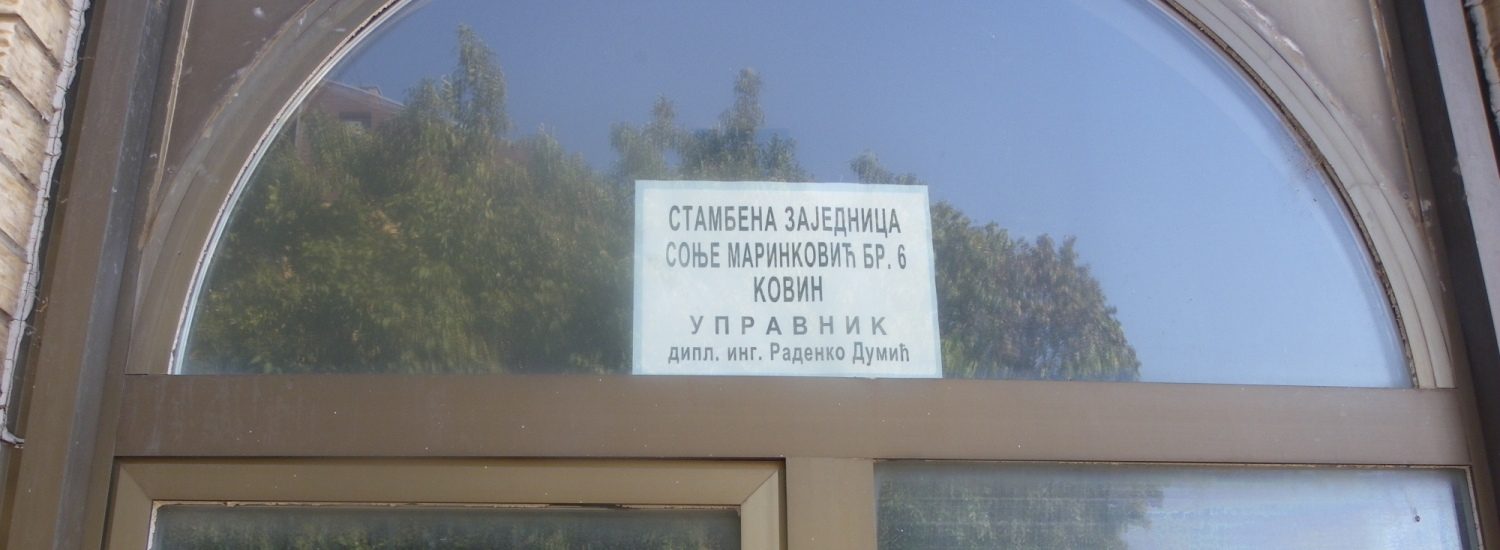 СТАМБЕНА ЗАЈЕДНИЦА
СОЊЕ МАРИНКОВИЋ БР. 6
КОВИН
УПРАВНИК
дипл. инг. Раденко Думић